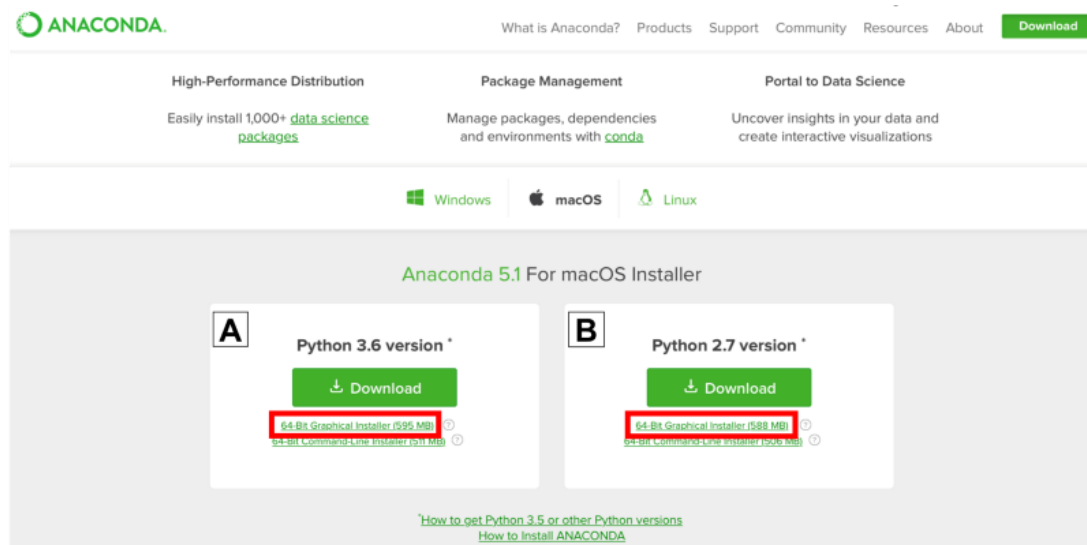 ANACONDA.
What is Anaconda? Products Support Community Resources About Download
High-Performance Distribution
Easily install 1,000+ data science
packages
Package Management
Manage packages, dependencies
and environments with conda
Portal to Data Science
Uncover insights in your data and
create interactive visualizations
Windows macOS Linux
Anaconda 5.1 For macOS Installer
A
Python 3.6 version *
Download
64-Bit Graphical Installer (595 MB) ?
64-Bit Command-Line Installer (511 MB) ?
B
Python 2.7 version *
Download
64-Bit Graphical Installer (588 MB) ?
64-Bit Command-Line Installer (506 MB) ?
*How to get Python 3.5 or other Python versions
How to Install ANACONDA